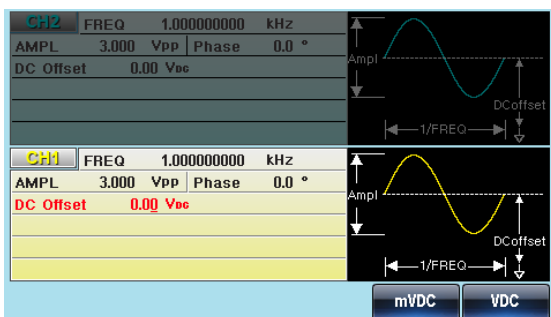 CH2 FREQ 1.000000000 kHz
AMPL 3.000 Vpp Phase 0.0 °
DC Offset 0.00 VDC
Ampl
DCoffset
1/FREQ
CH1 FREQ 1.000000000 kHz
AMPL 3.000 Vpp Phase 0.0 °
DC Offset 0.00 VDC
Ampl
DCoffset
1/FREQ
mVDC VDC